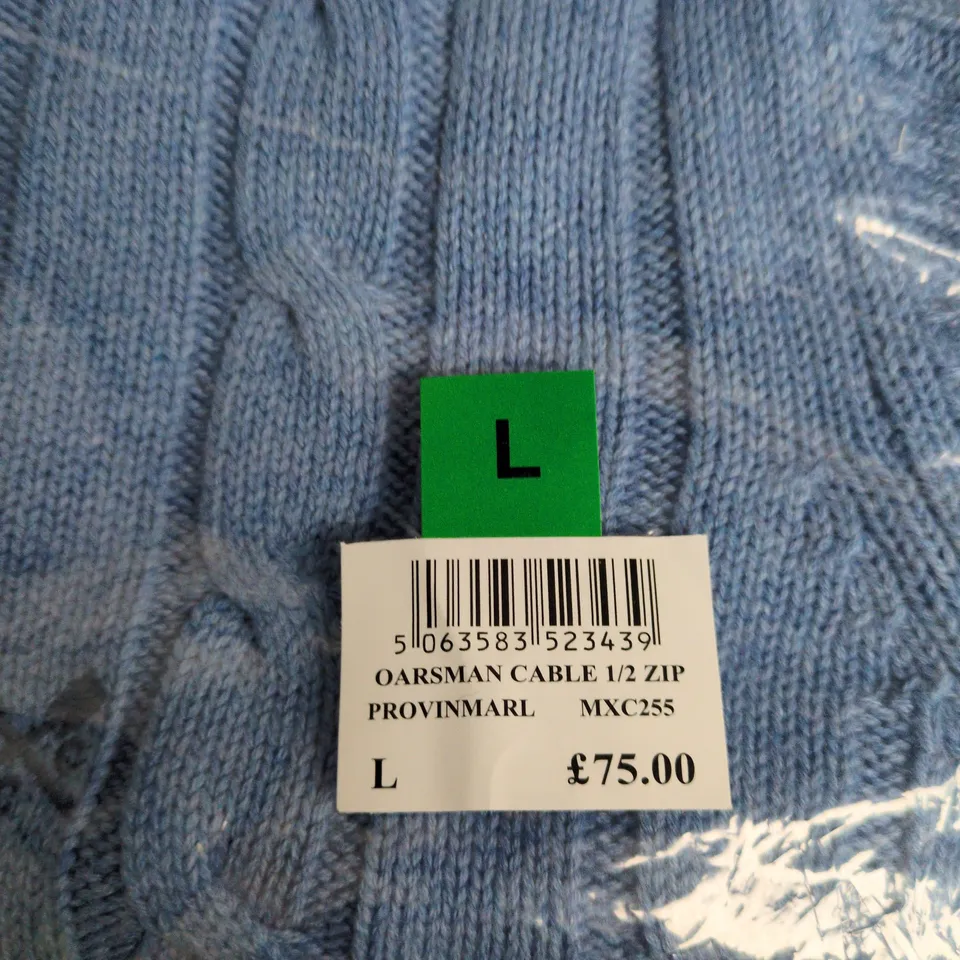 L
5 063583 523439
OARSMAN CABLE 1/2 ZIP
PROVINMARL MXC255
L £75.00